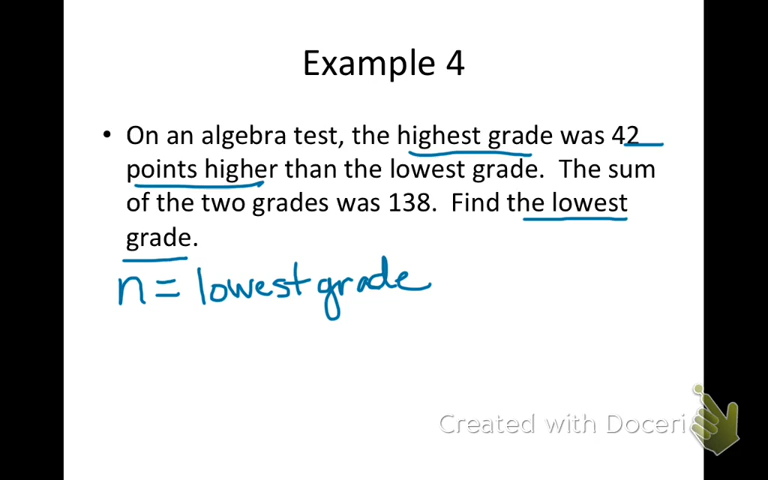 Example 4
• On an algebra test, the highest grade was 42
points higher than the lowest grade. The sum
of the two grades was 138. Find the lowest
grade.
n = lowest grade
Created with Doceri